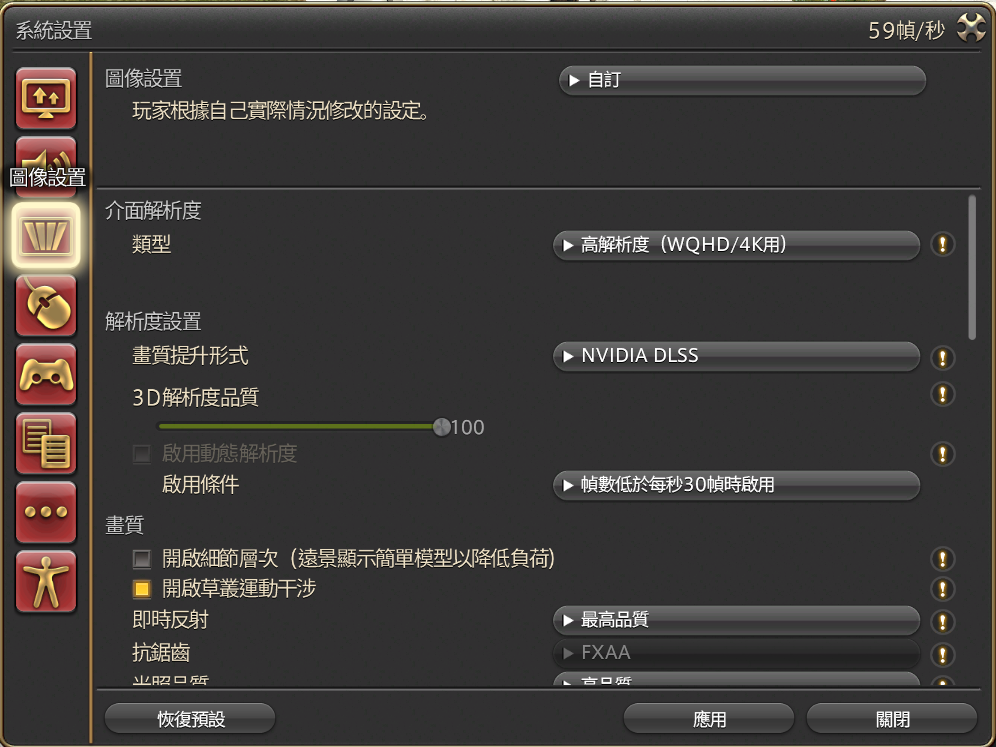 系統設置
59幀/秒
圖像設置
自訂
玩家根據自己實際情況修改的設定。
圖像設置
介面解析度
類型
高解析度（WQHD/4K用）
解析度設置
畫質提升形式
NVIDIA DLSS
3D解析度品質
100
啟用動態解析度
啟用條件
幀數低於每秒30幀時啟用
畫質
開啟細節層次（遠景顯示簡單模型以降低負荷）
開啟草叢運動干涉
即時反射
最高品質
抗鋸齒
FXAA
光照品質
高品質
恢復預設
應用
關閉